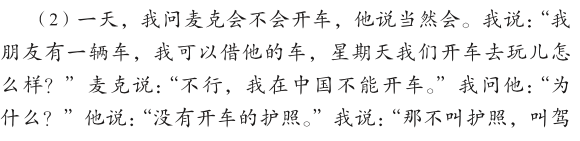 （2）一天，我问麦克会不会开车，他说当然会。我说：“我
朋友有一辆车，我可以借他的车，星期天我们开车去玩儿怎
么样？”麦克说：“不行，我在中国不能开车。”我问他：“为
什么？”他说：“没有开车的护照。”我说：“那不叫护照，叫驾